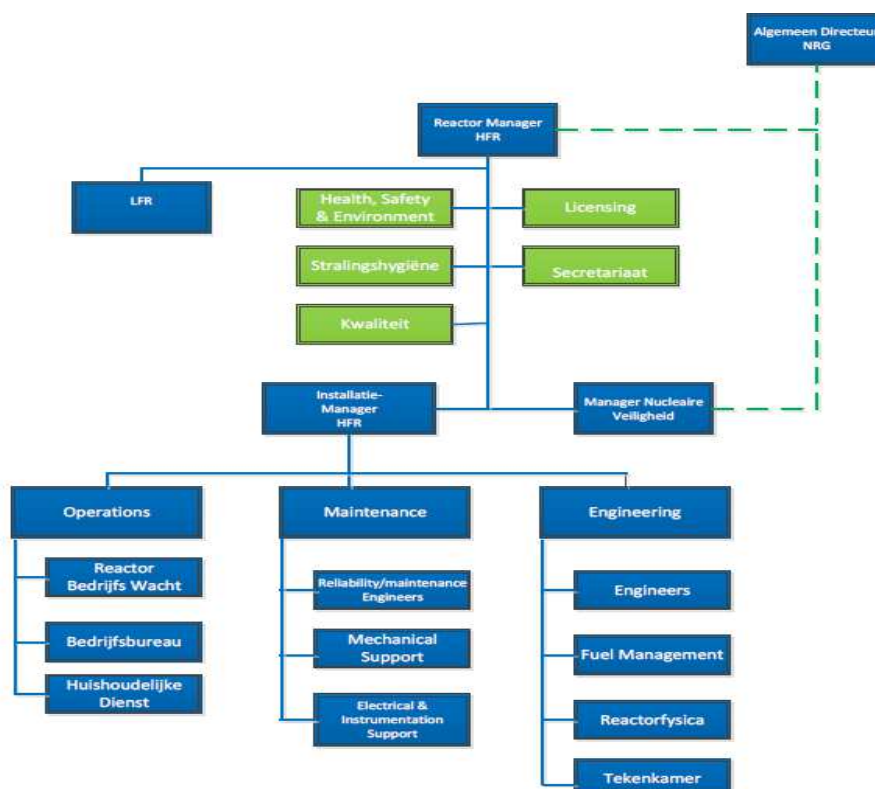 Algemeen Directeur
NRG
Reactor Manager
HFR
LFR
Health, Safety
& Environment
Licensing
Stralingshygiëne
Secretariaat
Kwaliteit
Installatie-
Manager
HFR
Manager Nucleaire
Veiligheid
Operations
Maintenance
Engineering
Reactor
Bedrijfs Wacht
Bedrijfsbureau
Huishoudelijke
Dienst
Reliability/maintenance
Engineers
Mechanical
Support
Electrical &
Instrumentation
Support
Engineers
Fuel Management
Reactorfysica
Tekenkamer